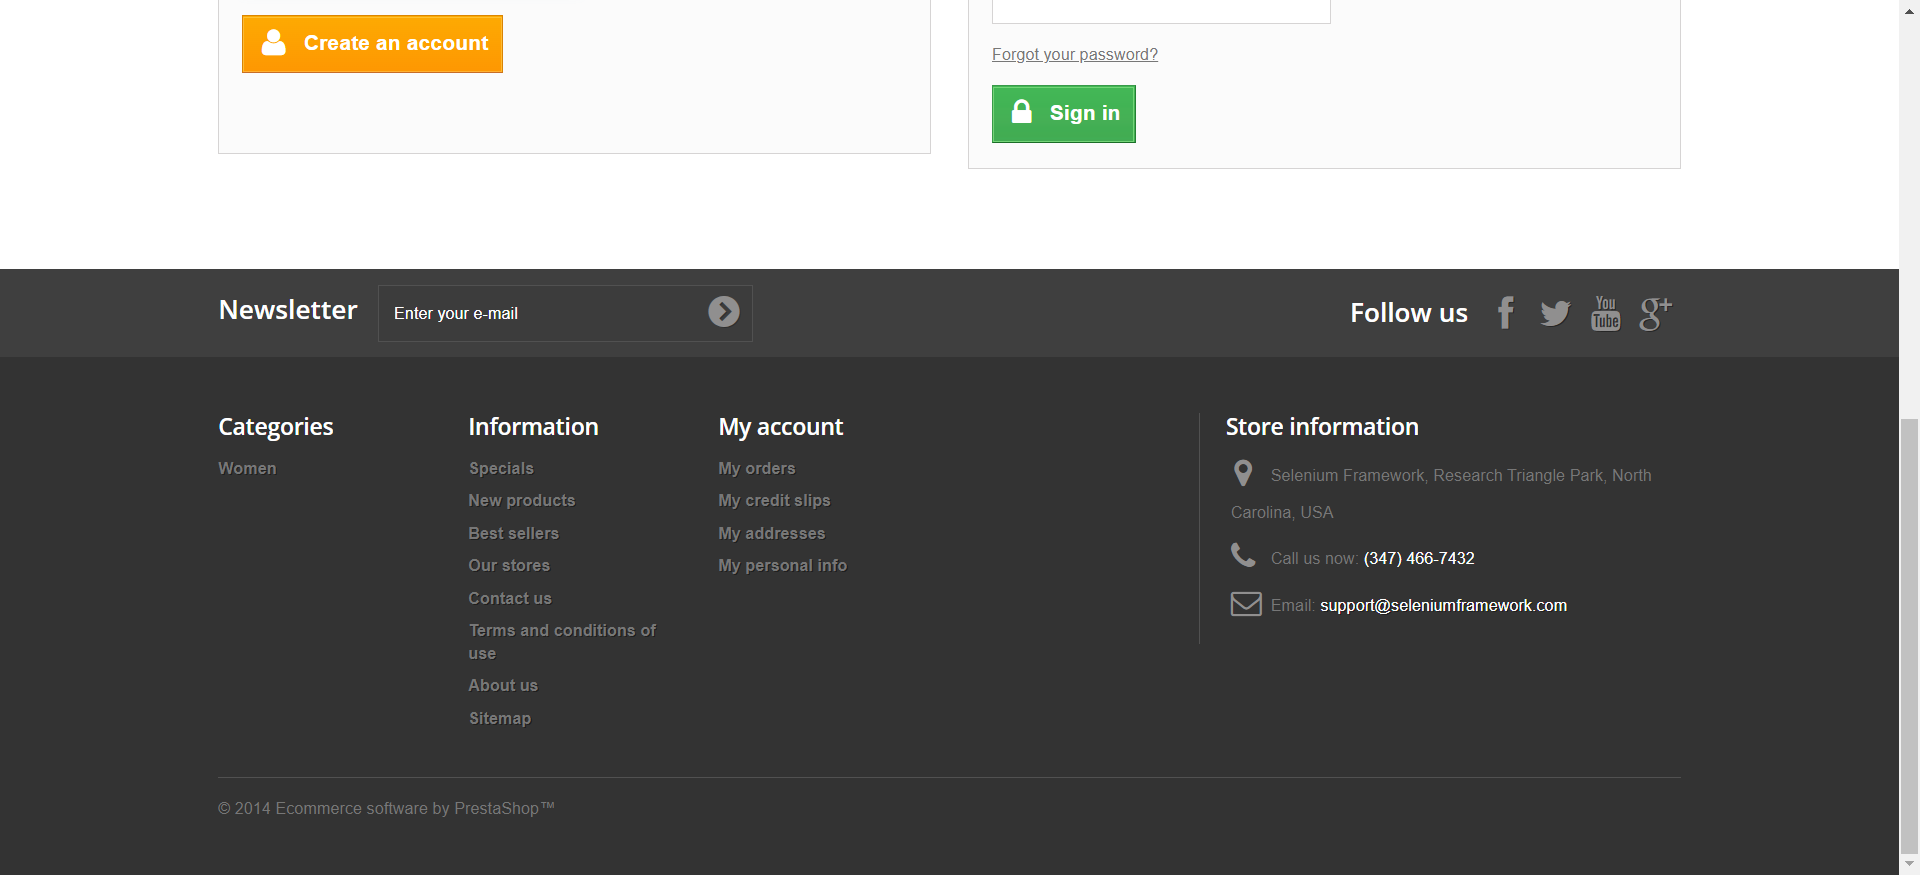 Create an account
Forgot your password?
Sign in
Newsletter
Enter your e-mail
Follow us
You
Tube
g+
Categories
Women
Information
Specials
New products
Best sellers
Our stores
Contact us
Terms and conditions of
use
About us
Sitemap
My account
My orders
My credit slips
My addresses
My personal info
Store information
Selenium Framework, Research Triangle Park, North
Carolina, USA
Call us now: (347) 466-7432
Email: support@seleniumframework.com
© 2014 Ecommerce software by PrestaShop™